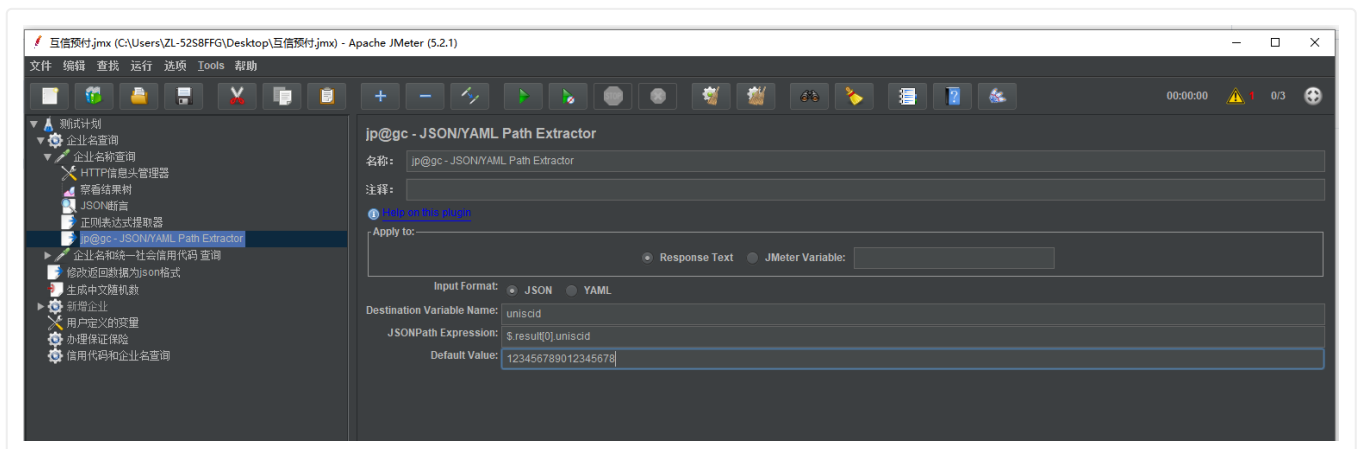 互信预付.jmx (C:\Users\ZL-52S8FFG\Desktop\互信预付.jmx) - Apache JMeter (5.2.1)
文件 编辑 查找 运行 选项 Tools 帮助
00:00:00 1 0/3
测试计划
企业名查询
企业名称查询
HTTP信息头管理器
察看结果树
JSON断言
正则表达式提取器
jp@gc - JSON/YAML Path Extractor
企业名和统一社会信用代码 查询
修改返回数据为json格式
生成中文随机数
新增企业
用户定义的变量
办理保证保险
信用代码和企业名查询
jp@gc - JSON/YAML Path Extractor
名称： jp@gc - JSON/YAML Path Extractor
注释：
Help on this plugin
Apply to:
Response Text JMeter Variable:
Input Format: JSON YAML
Destination Variable Name: uniscid
JSONPath Expression: $.result[0].uniscid
Default Value: 123456789012345678